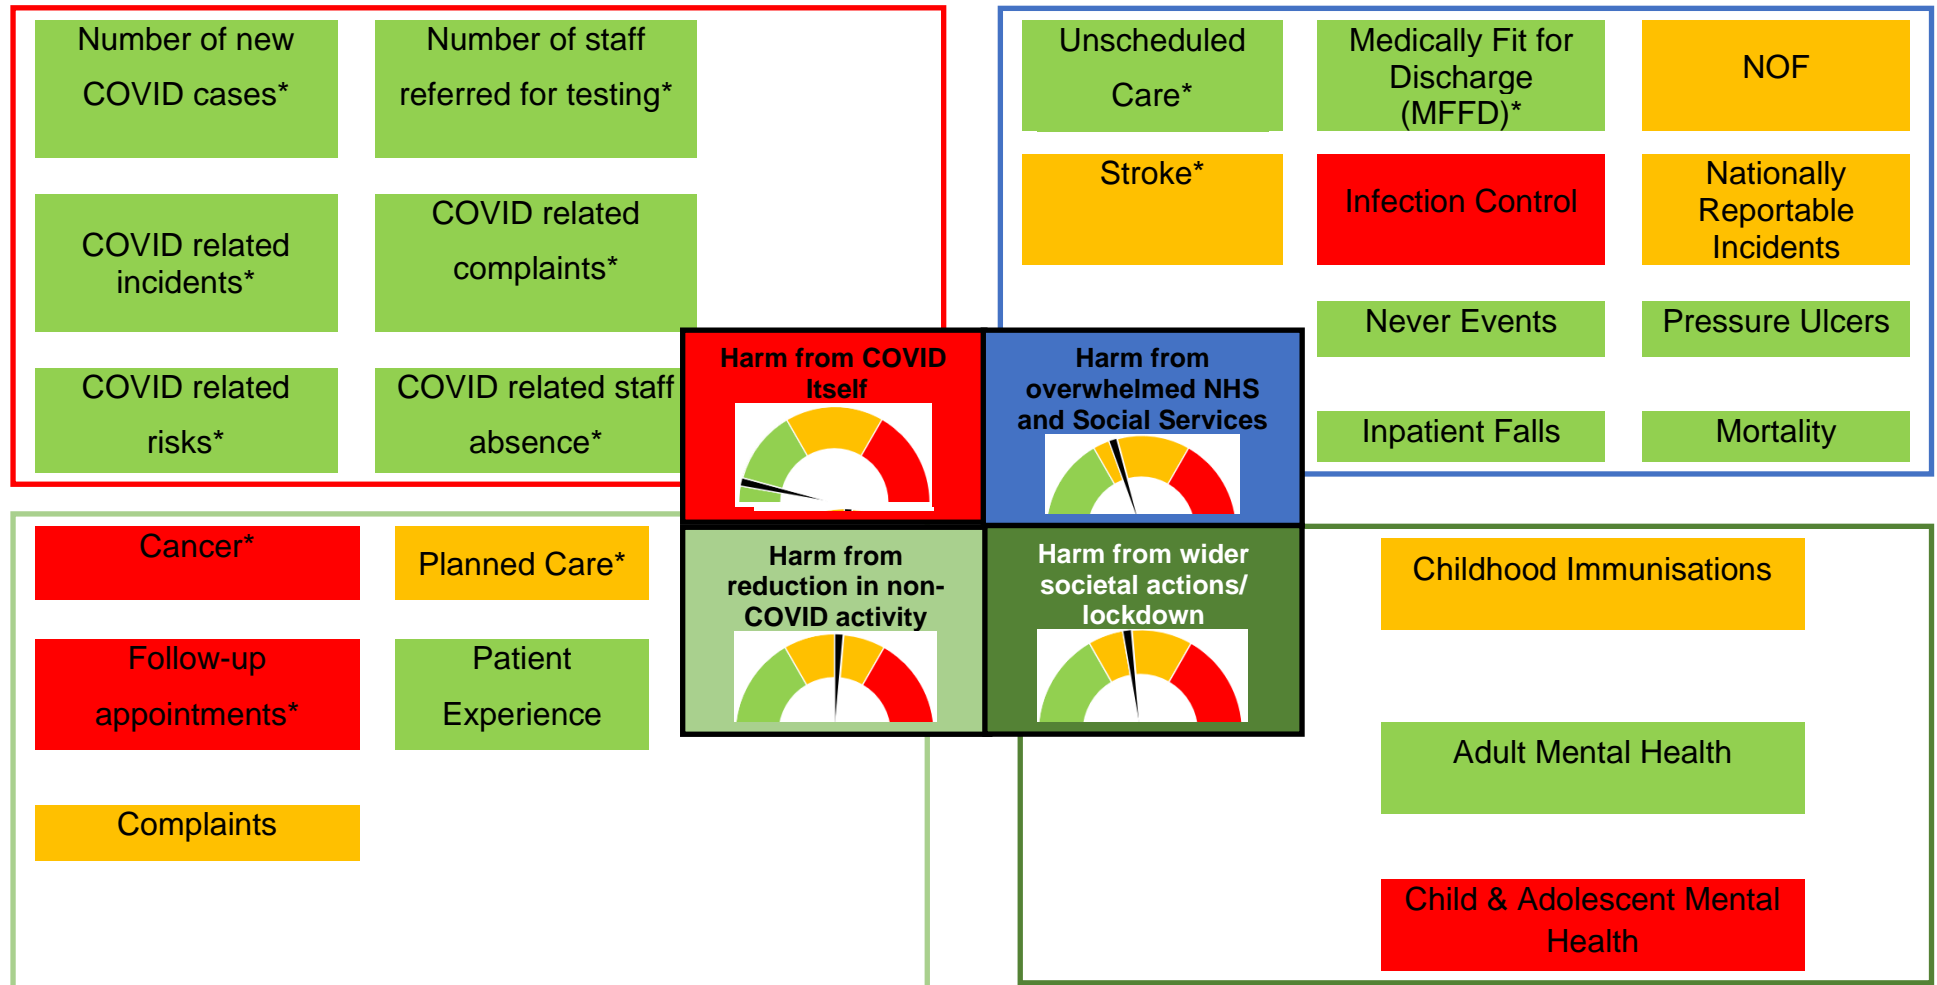 Number of new
COVID cases*
Number of staff
referred for testing*
COVID related
incidents*
COVID related
complaints*
COVID related
risks*
COVID related staff
absence*
Unscheduled
Care*
Medically Fit for
Discharge
(MFFD)*
NOF
Stroke*
Infection Control
Nationally
Reportable
Incidents
Never Events
Pressure Ulcers
Inpatient Falls
Mortality
Harm from COVID
Itself
Harm from
overwhelmed NHS
and Social Services
Harm from
reduction in non-
COVID activity
Harm from wider
societal actions/
lockdown
Cancer*
Planned Care*
Follow-up
appointments*
Patient
Experience
Complaints
Childhood Immunisations
Adult Mental Health
Child & Adolescent Mental
Health